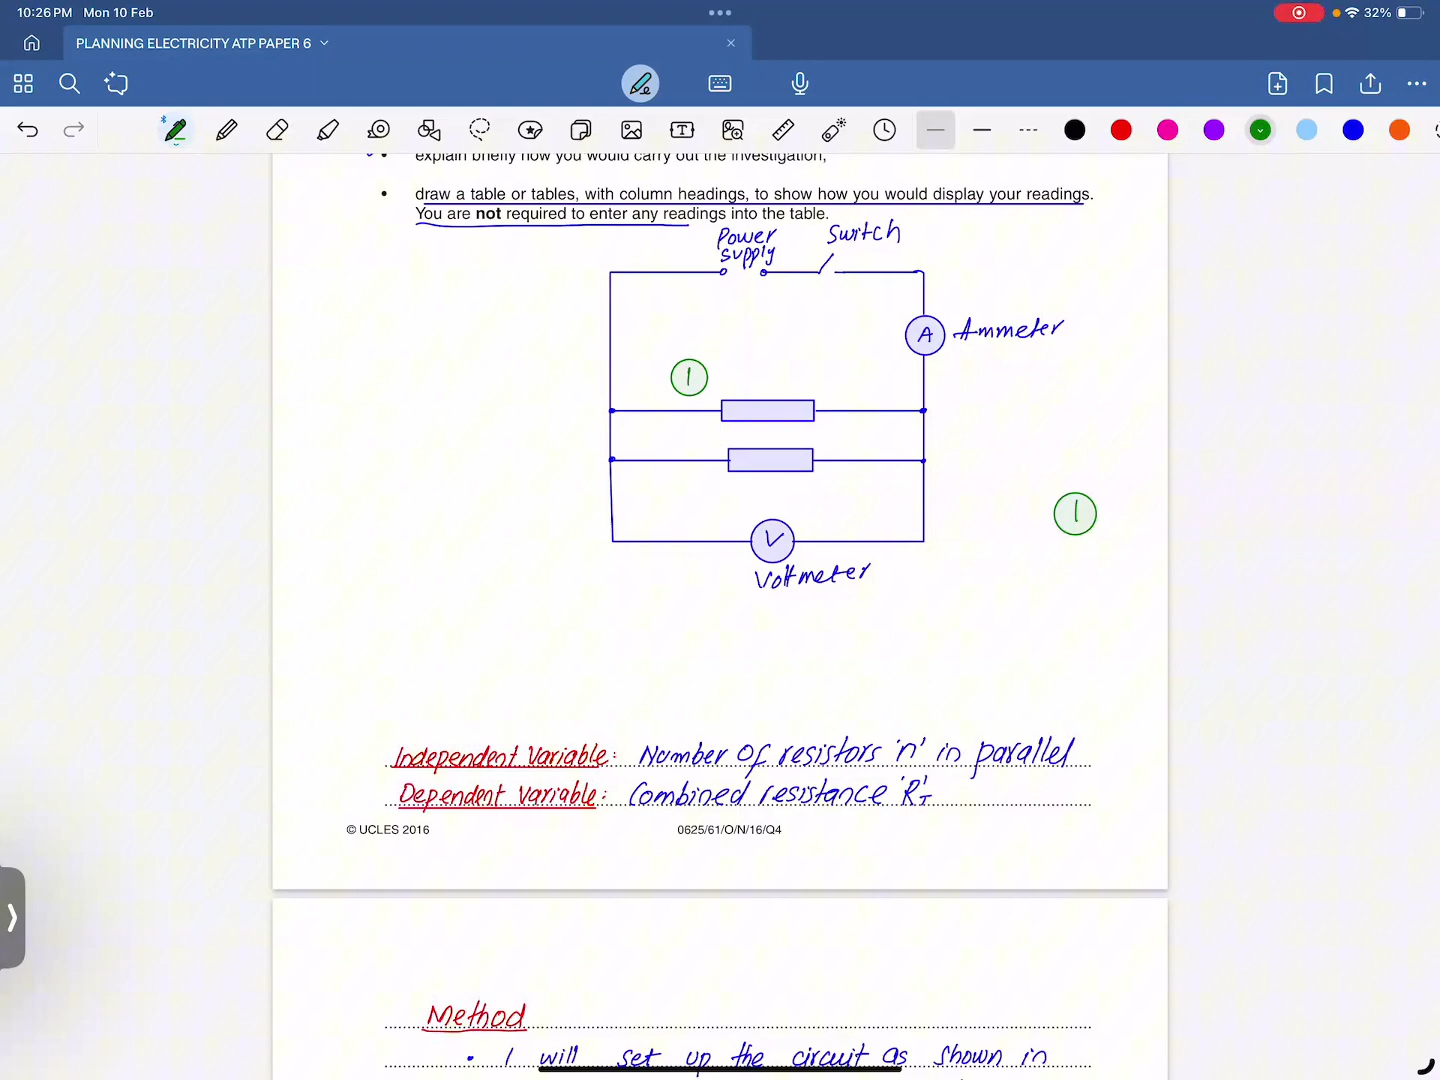 10:26 PM Mon 10 Feb
32%
PLANNING ELECTRICITY ATP PAPER 6
explain briefly how you would carry out the investigation,
draw a table or tables, with column headings, to show how you would display your readings.
You are not required to enter any readings into the table.
Power supply
Switch
A
Ammeter
1
1
V
Voltmeter
Independent Variable: Number of resistors 'n' in parallel
Dependent Variable: Combined resistance 'R_T'
© UCLES 2016
0625/61/O/N/16/Q4
Method
• I will set up the circuit as shown in